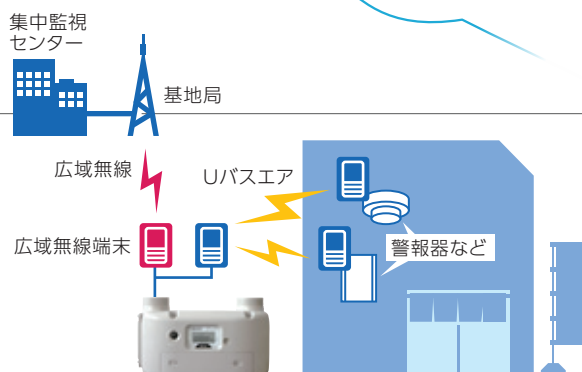 集中監視
センター
基地局
広域無線
Uバスエア
広域無線端末
警報器など